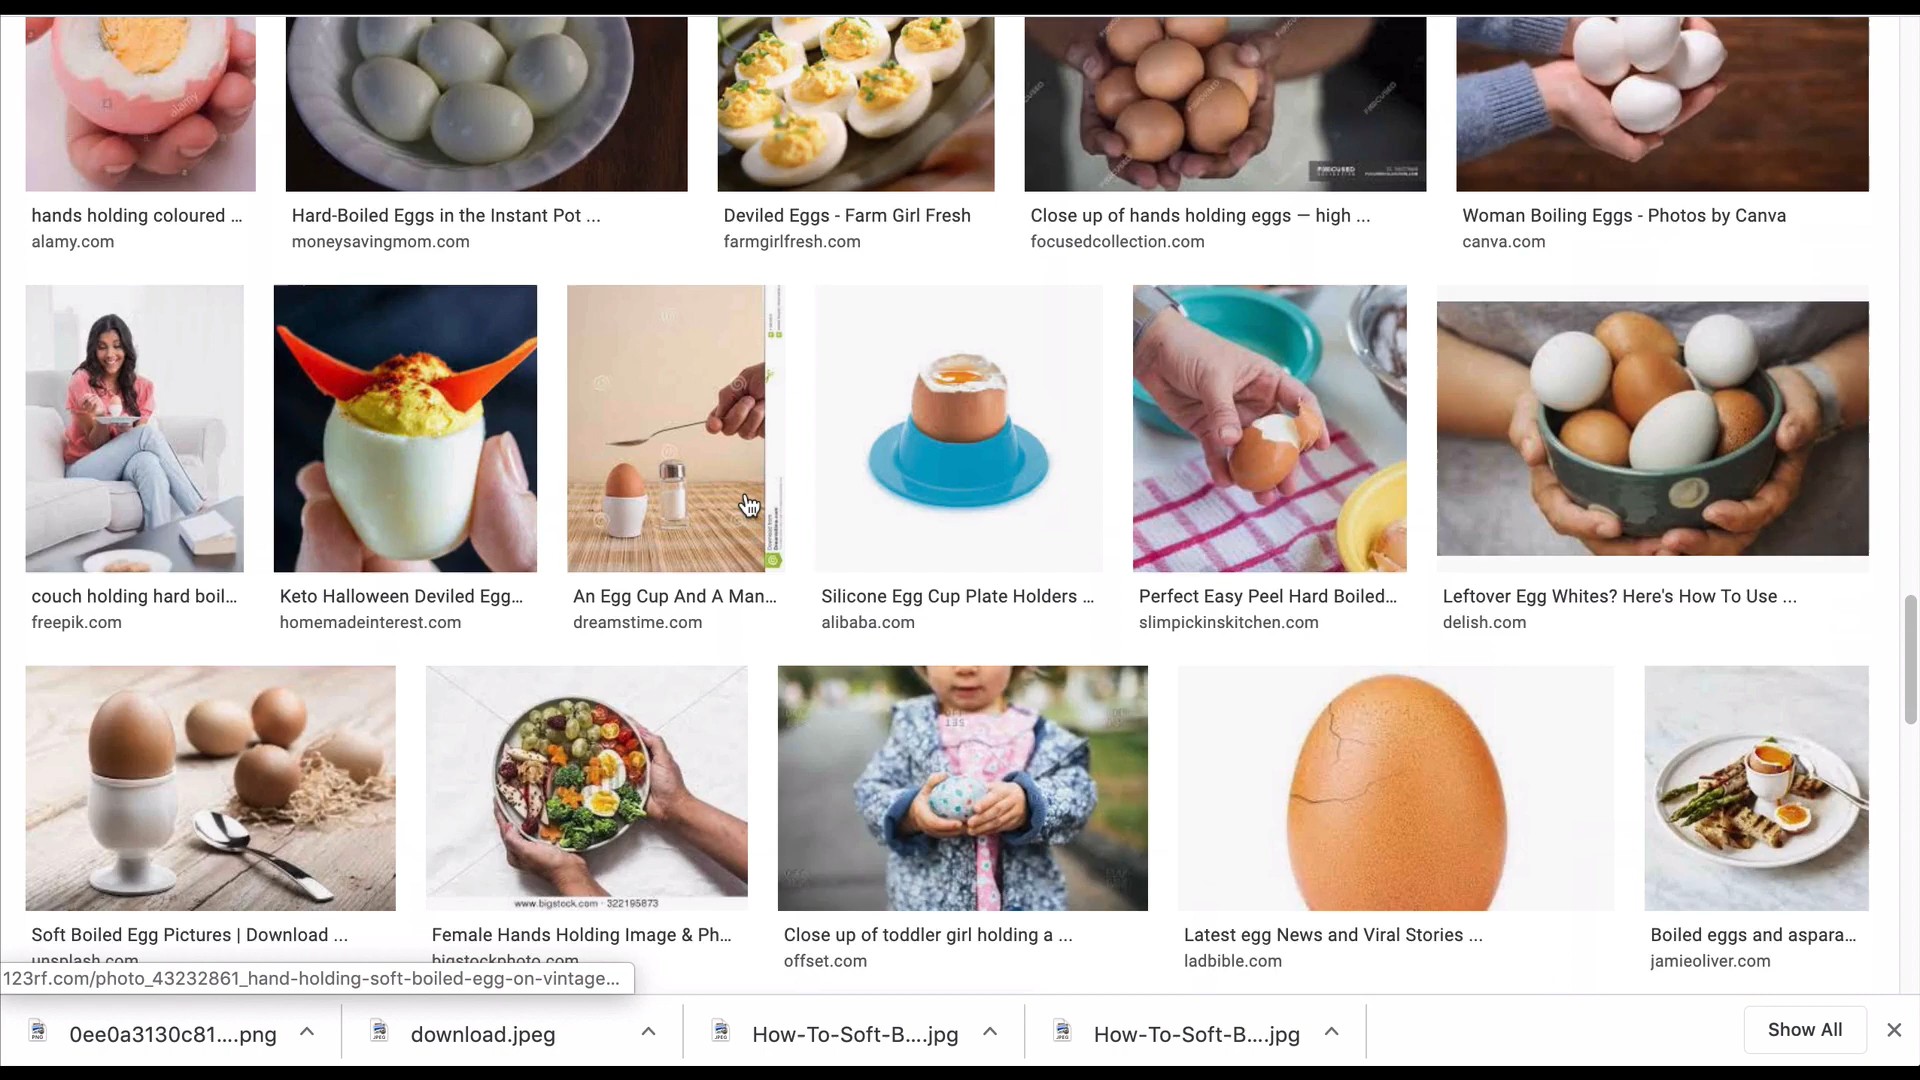 hands holding coloured ...
alamy.com
Hard-Boiled Eggs in the Instant Pot ...
moneysavingmom.com
Deviled Eggs - Farm Girl Fresh
farmgirlfresh.com
Close up of hands holding eggs — high ...
focusedcollection.com
Woman Boiling Eggs - Photos by Canva
canva.com
couch holding hard boil...
freepik.com
Keto Halloween Deviled Egg...
homemadeinterest.com
An Egg Cup And A Man...
dreamstime.com
Silicone Egg Cup Plate Holders ...
alibaba.com
Perfect Easy Peel Hard Boiled...
slimpickinskitchen.com
Leftover Egg Whites? Here's How To Use ...
delish.com
www.bigstock.com · 322195873
Soft Boiled Egg Pictures | Download ...
unsplash.com
Female Hands Holding Image & Ph...
bigstockphoto.com
Close up of toddler girl holding a ...
offset.com
Latest egg News and Viral Stories ...
ladbible.com
Boiled eggs and aspara...
jamieoliver.com
123rf.com/photo_43232861_hand-holding-soft-boiled-egg-on-vintage...
0ee0a3130c81....png
download.jpeg
How-To-Soft-B....jpg
How-To-Soft-B....jpg
Show All